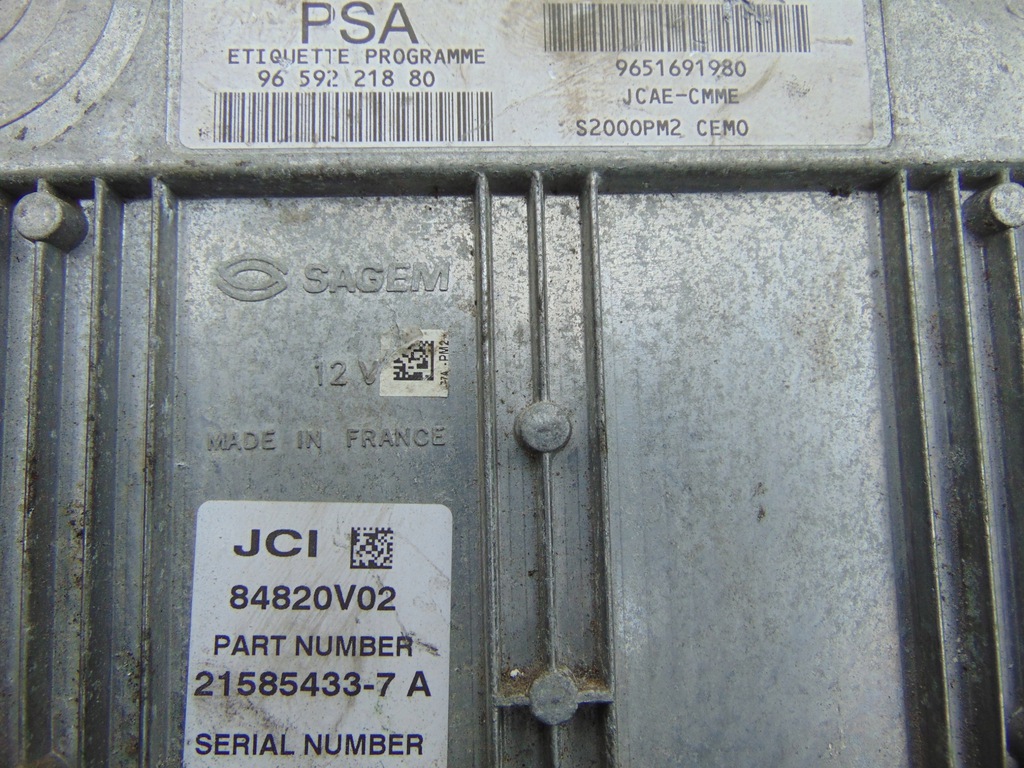 PSA
ETIQUETTE PROGRAMME
96 592 218 80
9651691980
JCAE-CMME
S2000PM2 CEMO
SAGEM
12 V
-PM2-
MADE IN FRANCE
JCI
84820V02
PART NUMBER
21585433-7 A
SERIAL NUMBER